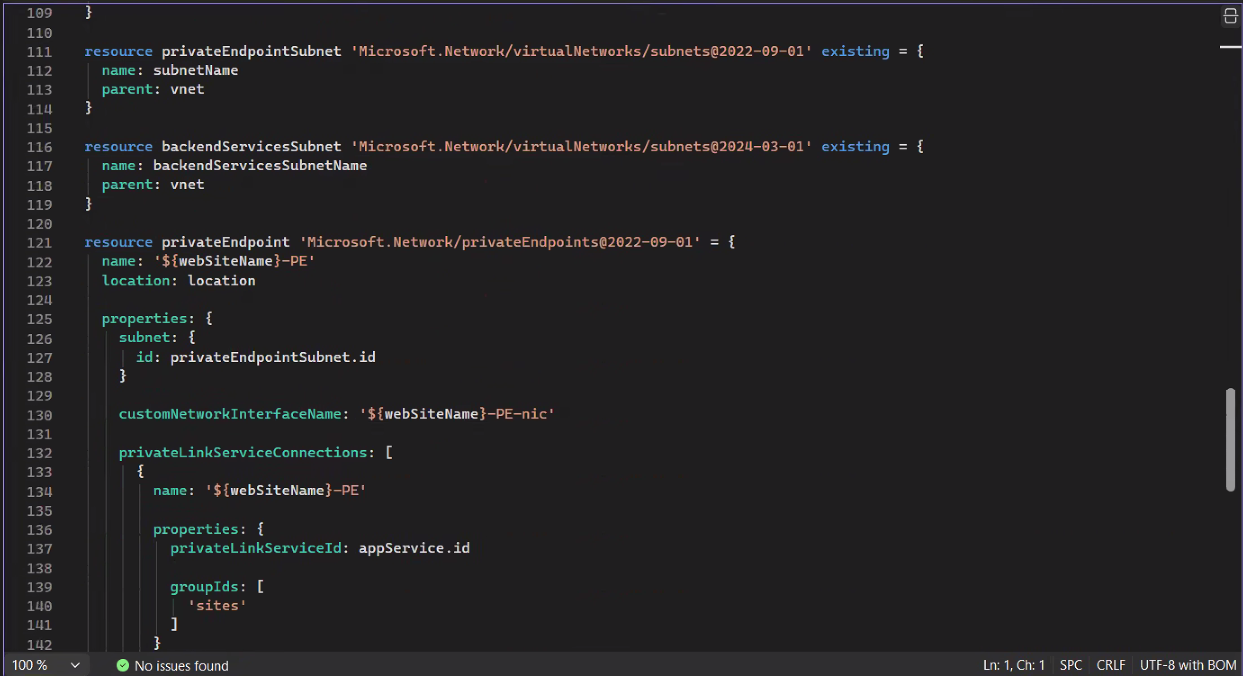 109 }
110
111 resource privateEndpointSubnet 'Microsoft.Network/virtualNetworks/subnets@2022-09-01' existing = {
112   name: subnetName
113   parent: vnet
114 }
115
116 resource backendServicesSubnet 'Microsoft.Network/virtualNetworks/subnets@2024-03-01' existing = {
117   name: backendServicesSubnetName
118   parent: vnet
119 }
120
121 resource privateEndpoint 'Microsoft.Network/privateEndpoints@2022-09-01' = {
122   name: '${webSiteName}-PE'
123   location: location
124
125   properties: {
126     subnet: {
127       id: privateEndpointSubnet.id
128     }
129
130     customNetworkInterfaceName: '${webSiteName}-PE-nic'
131
132     privateLinkServiceConnections: [
133       {
134         name: '${webSiteName}-PE'
135
136         properties: {
137           privateLinkServiceId: appService.id
138
139           groupIds: [
140             'sites'
141           ]
142         }
100 % No issues found Ln: 1, Ch: 1 SPC CRLF UTF-8 with BOM